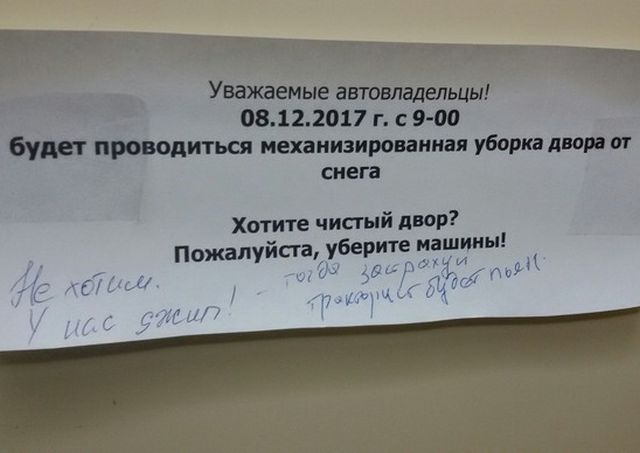 Уважаемые автовладельцы!
08.12.2017 г. с 9-00
будет проводиться механизированная уборка двора от
снега
Хотите чистый двор?
Пожалуйста, уберите машины!
Не хотим.
У нас джип!
- тогда застрахуй
тракторист будет пьян.